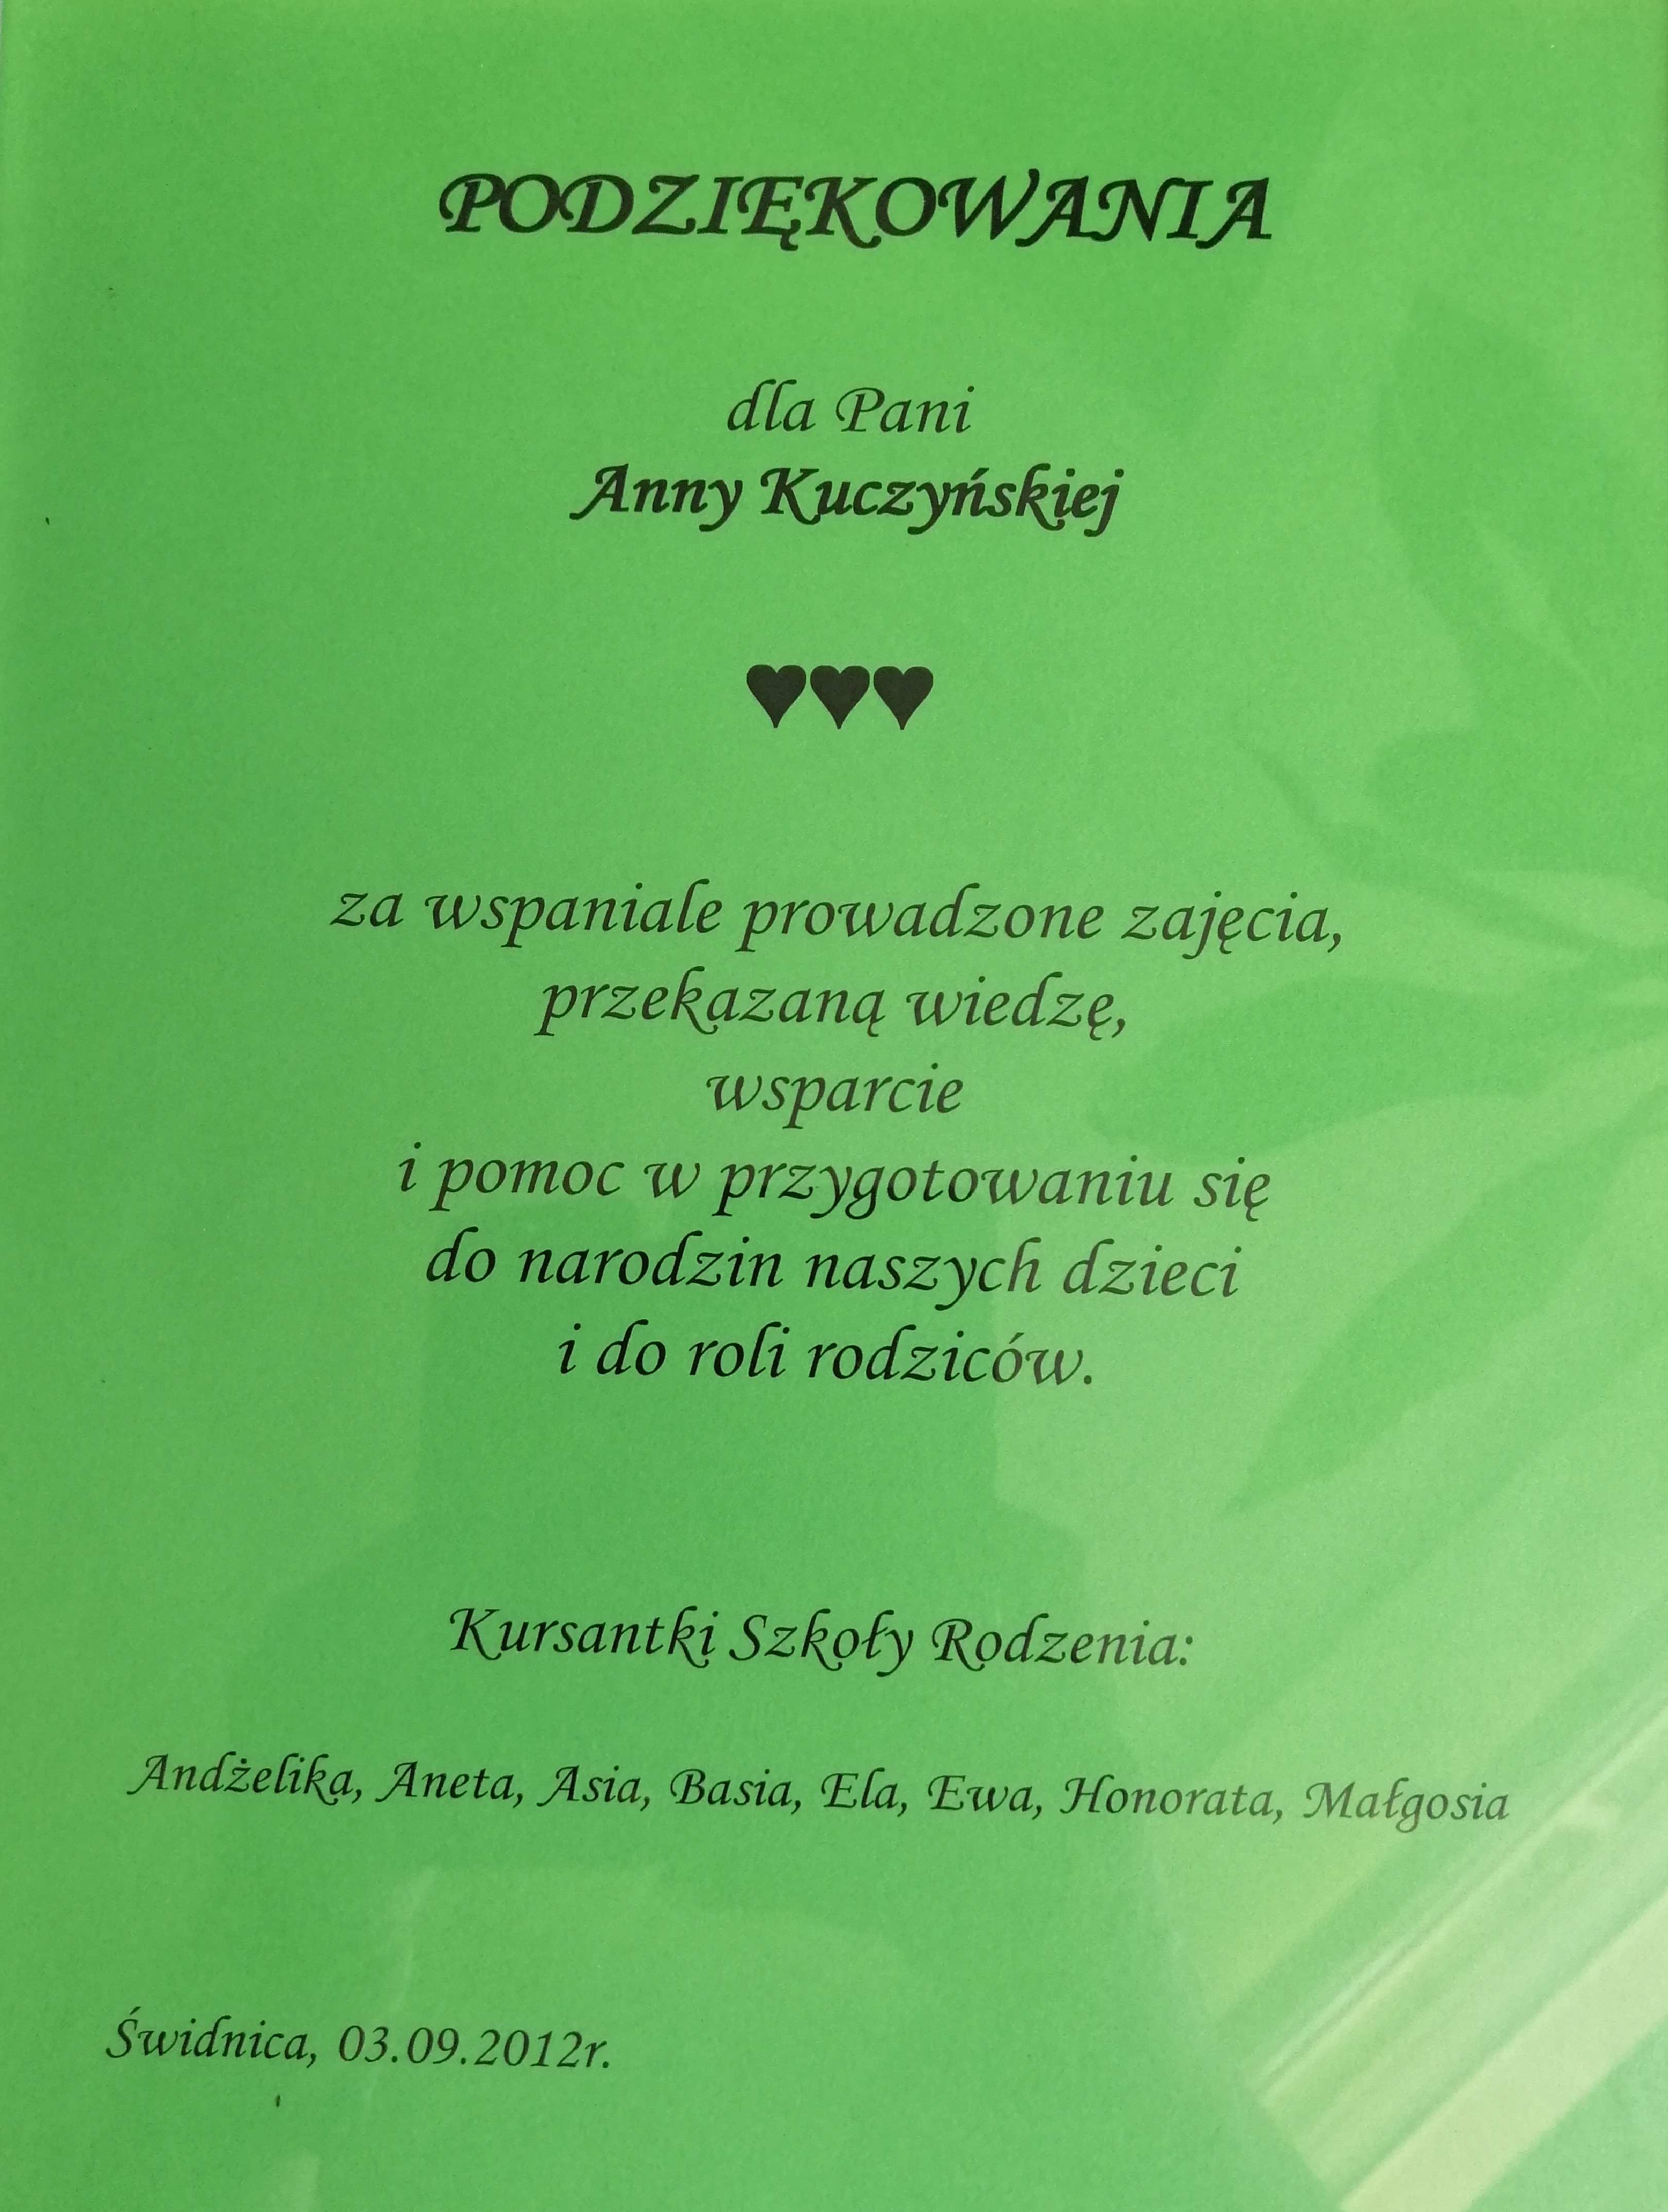 PODZIĘKOWANIA
dla Pani
Anny Kuczyńskiej
♥♥♥
za wspaniale prowadzone zajęcia,
przekazaną wiedzę,
wsparcie
i pomoc w przygotowaniu się
do narodzin naszych dzieci
i do roli rodziców.
Kursantki Szkoły Rodzenia:
Andżelika, Aneta, Asia, Basia, Ela, Ewa, Honorata, Małgosia
Świdnica, 03.09.2012r.